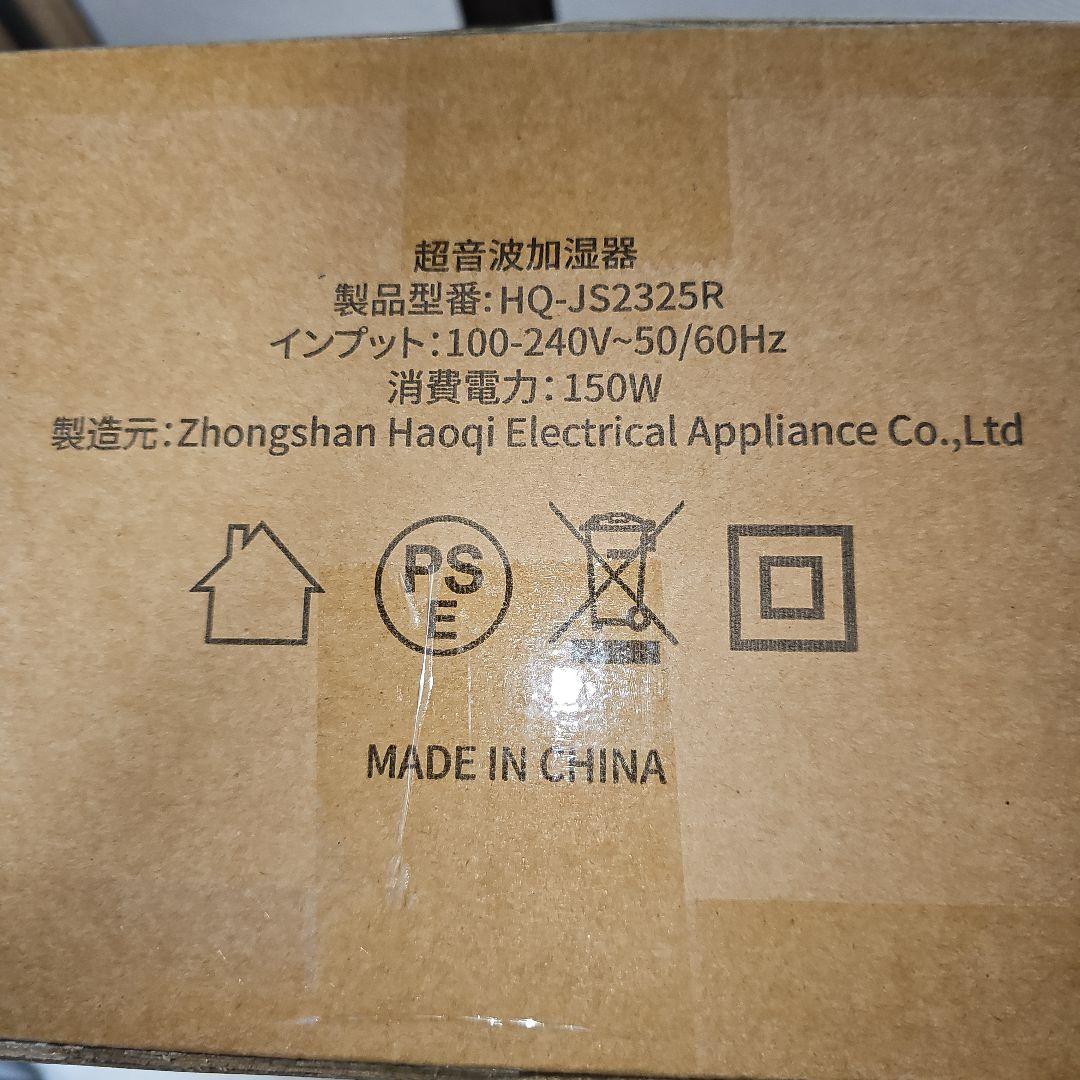 超音波加湿器
製品型番:HQ-JS2325R
インプット:100-240V~50/60Hz
消費電力:150W
製造元:Zhongshan Haoqi Electrical Appliance Co.,Ltd
PS
E
MADE IN CHINA